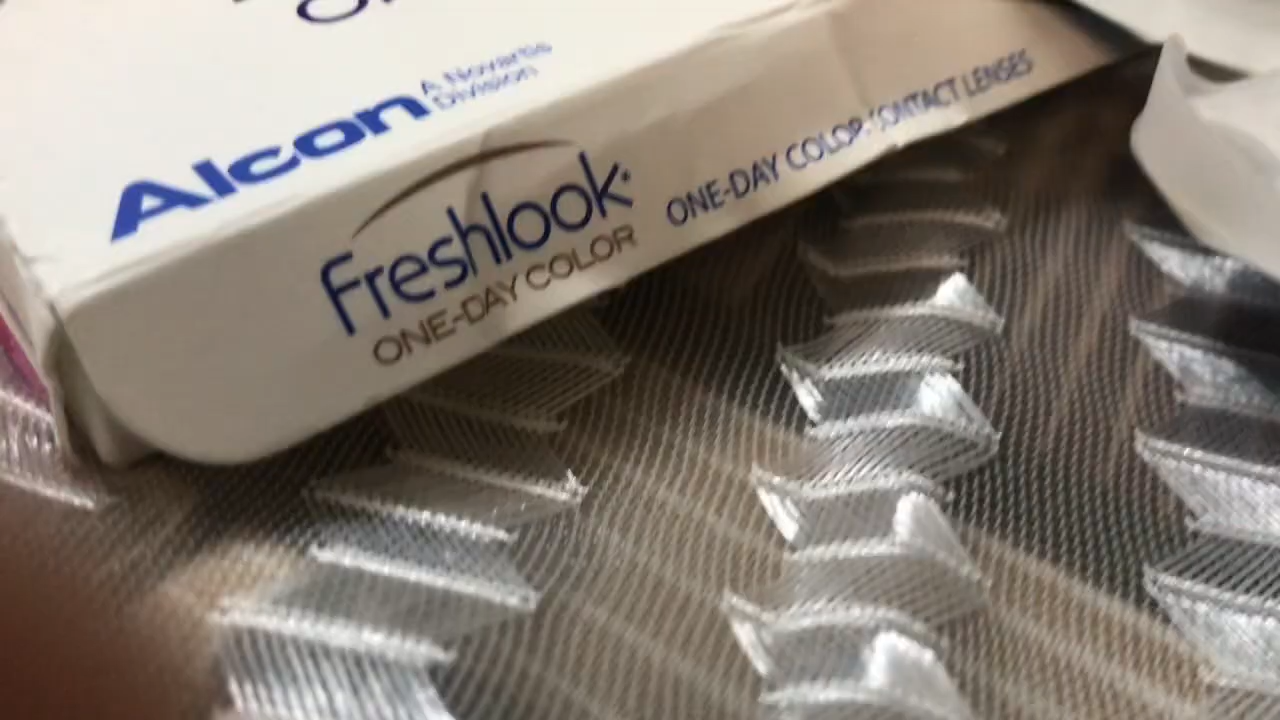 Alcon
A Novartis
Division
Freshlook
ONE-DAY COLOR
ONE-DAY COLOR CONTACT LENSES